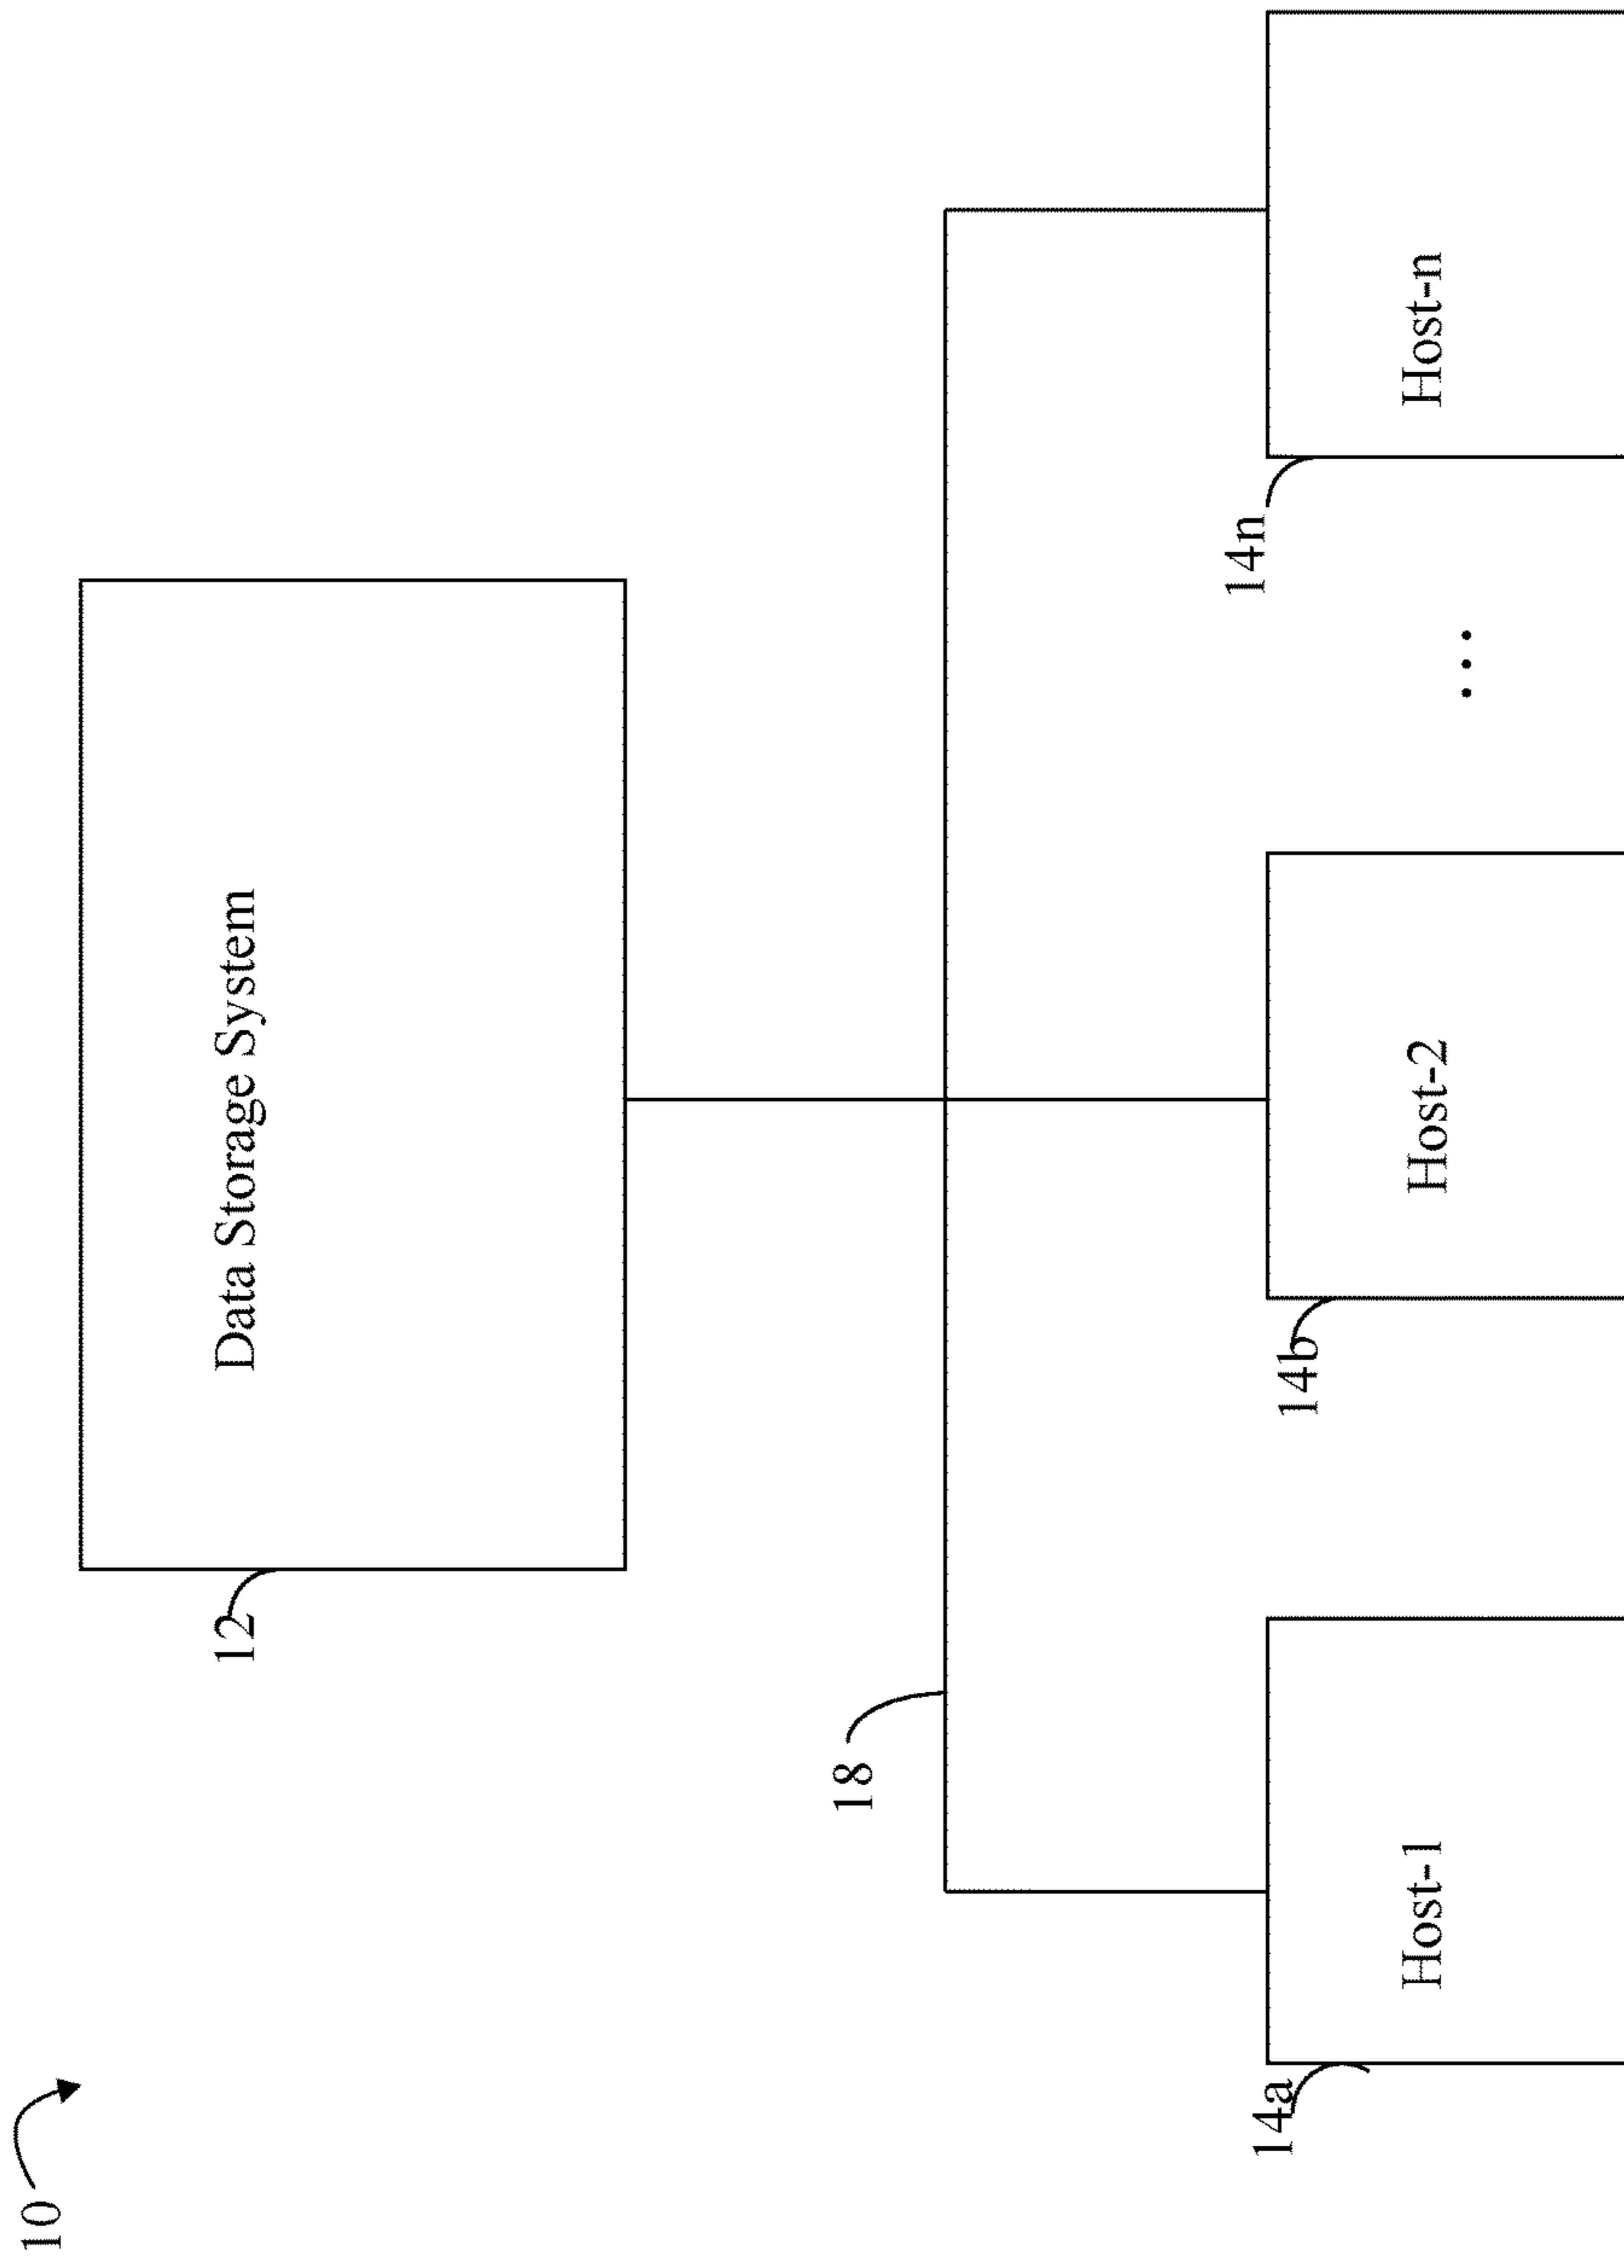 10
Data Storage System
12
18
14a
Host-1
14b
Host-2
...
14n
Host-n